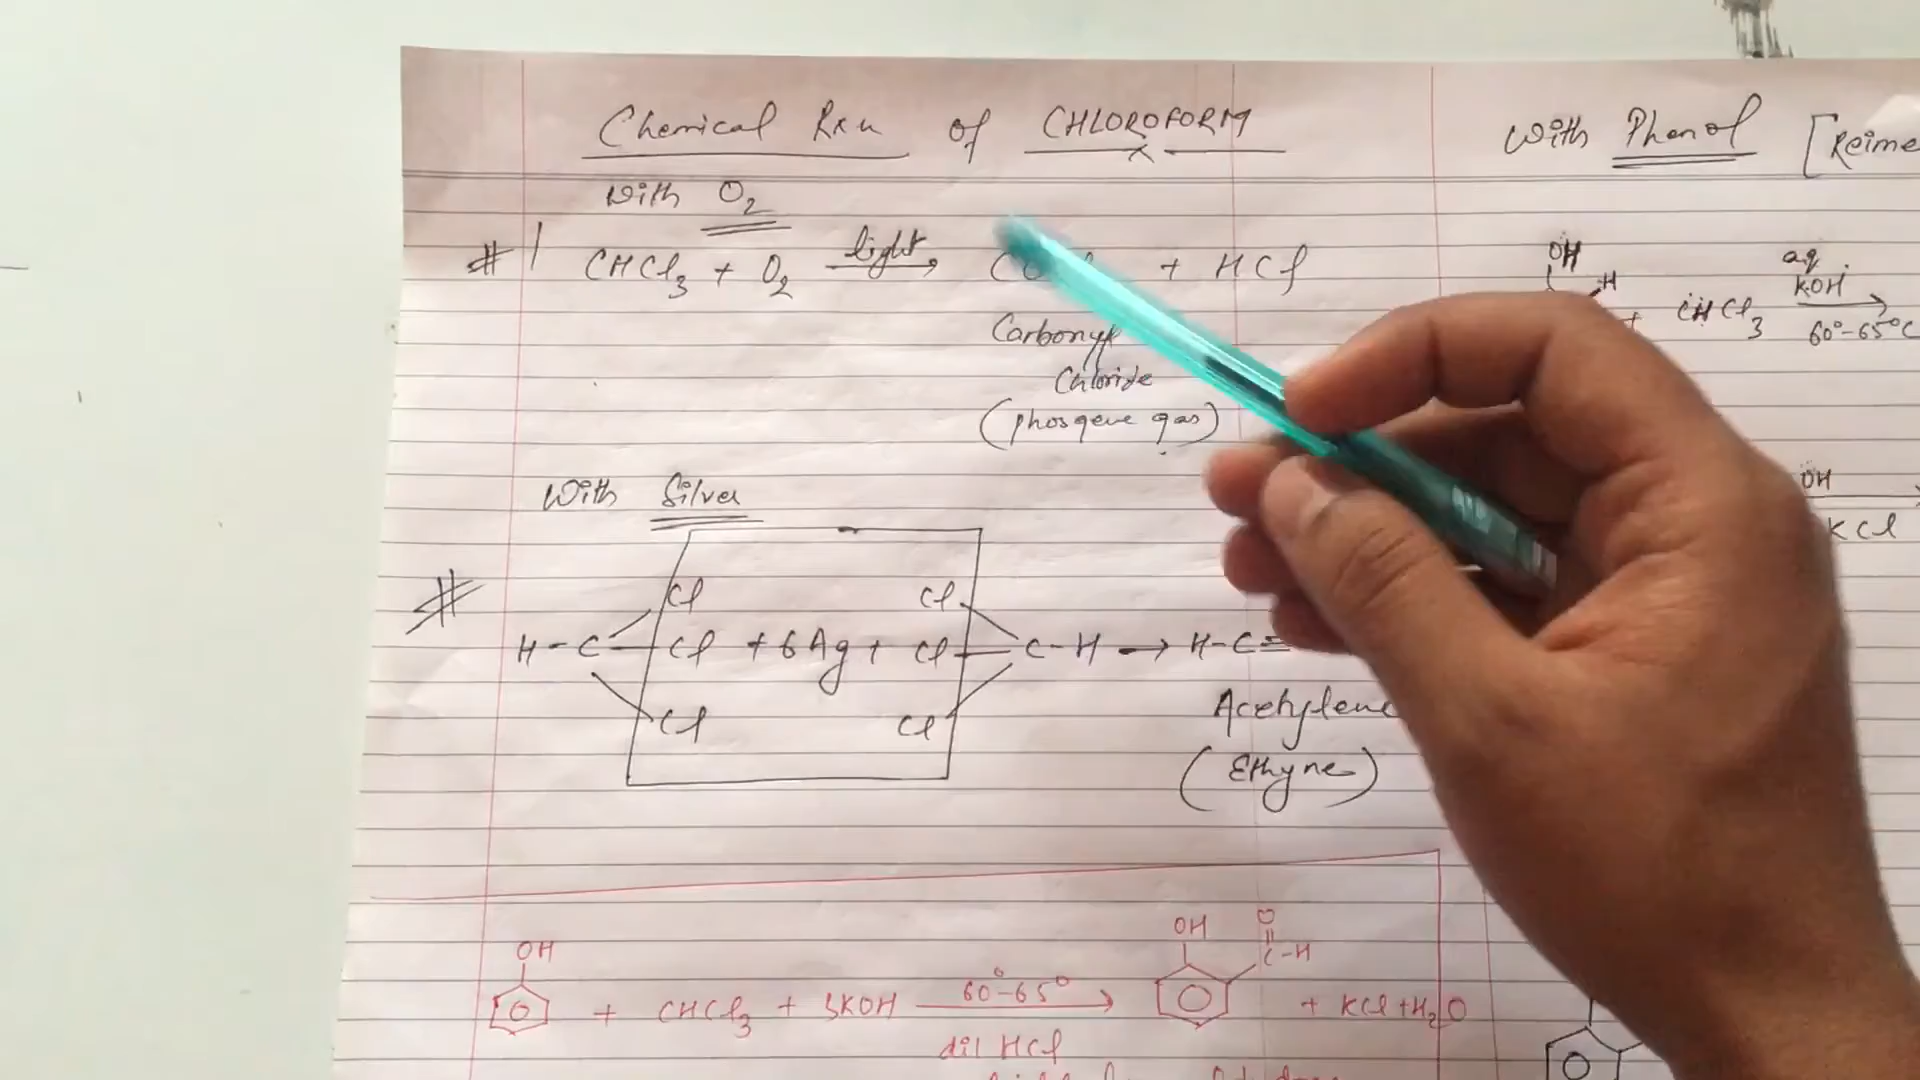 Chemical Rxn of CHLOROFORM
With O2
# 1 CHCl3 + O2 light → + HCl
Carbonyl
Chloride
(phosgene gas)
With Silver
#
Cl Cl
H-C-Cl + 6Ag + Cl-C-H → H-C≡
Cl Cl
Acetylene
(Ethyne)
OH OH O
C-H
+ CHCl3 + 3KOH 60°-65° → + KCl + H2O
dil HCl
With Phenol [Reime
OH H + CHCl3 aq KOH → 60°-65°C
OH
KCl